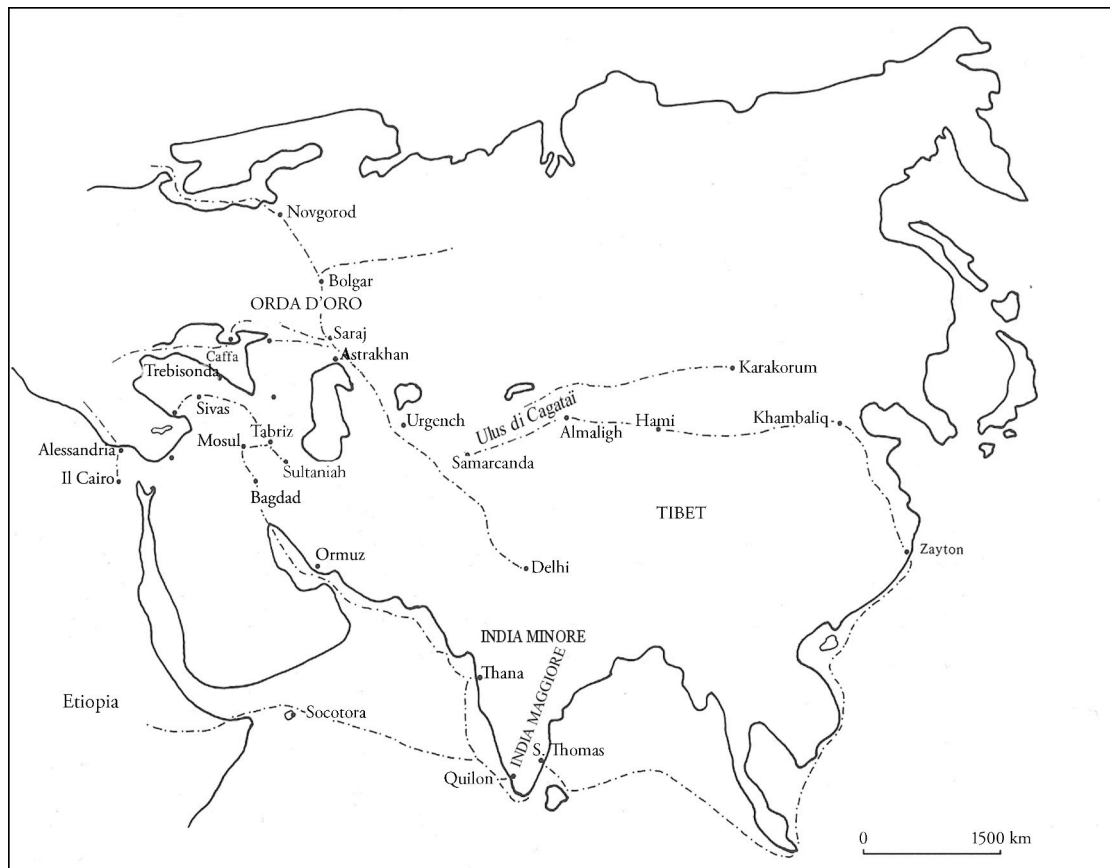 Novgorod
Bolgar
ORDA D'ORO
Saraj
Caffa
Astrakhan
Trebisonda
Karakorum
Sivas
Urgench
Ulus di Cagataï
Almaligh
Hami
Khambaliq
Alessandria
Mosul
Tabriz
Samarcanda
Sultaniah
Il Cairo
Bagdad
TIBET
Zayton
Ormuz
Delhi
INDIA MINORE
Thana
INDIA MAGGIORE
Etiopia
Socotora
S. Thomas
Quilon
0 1500 km